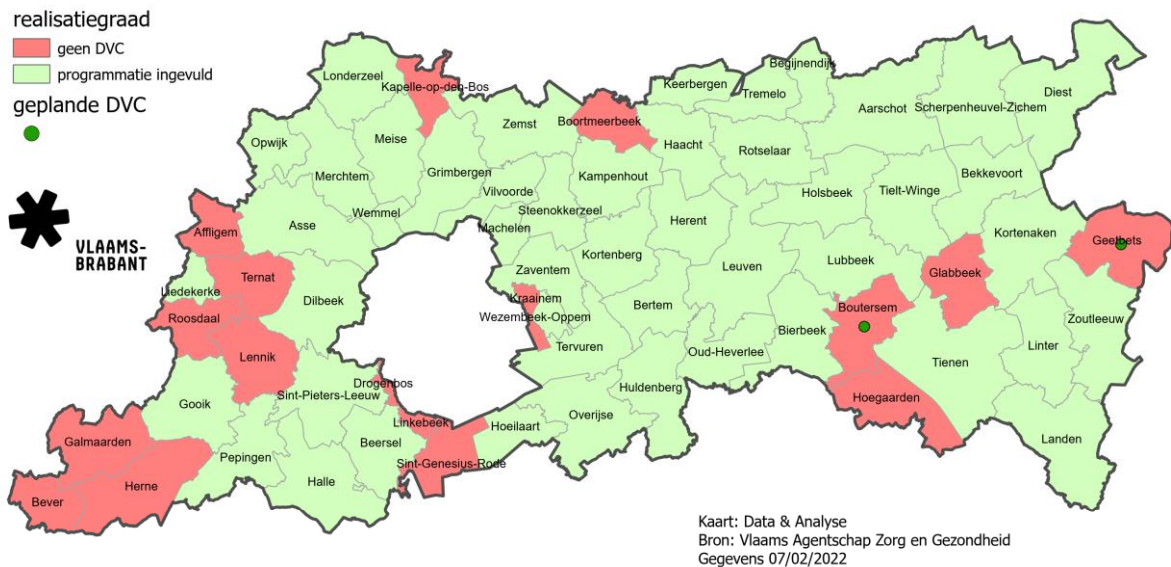 realisatiegraad
geen DVC
programmatie ingevuld
geplande DVC
VLAAMS-
BRABANT
Londerzeel
Kapelle-op-den-Bos
Opwijk
Meise
Merchtem
Grimbergen
Zemst
Vilvoorde
Wemmel
Asse
Affligem
Ternat
Liedekerke
Dilbeek
Roosdaal
Lennik
Gooik
Sint-Pieters-Leeuw
Drogenbos
Galmaarden
Bever
Herne
Pepingen
Halle
Beersel
Linkebeek
Sint-Genesius-Rode
Hoeilaart
Overijse
Huldenberg
Tervuren
Wezembeek-Oppem
Kraainem
Zaventem
Machelen
Steenokkerzeel
Kampenhout
Boortmeerbeek
Keerbergen
Tremelo
Begijnendijk
Haacht
Rotselaar
Aarschot
Scherpenheuvel-Zichem
Diest
Holsbeek
Tielt-Winge
Bekkevoort
Herent
Kortenberg
Leuven
Bertem
Lubbeek
Oud-Heverlee
Bierbeek
Boutersem
Glabbeek
Kortenaken
Geetbets
Zoutleeuw
Linter
Tienen
Hoegaarden
Landen
Kaart: Data & Analyse
Bron: Vlaams Agentschap Zorg en Gezondheid
Gegevens 07/02/2022